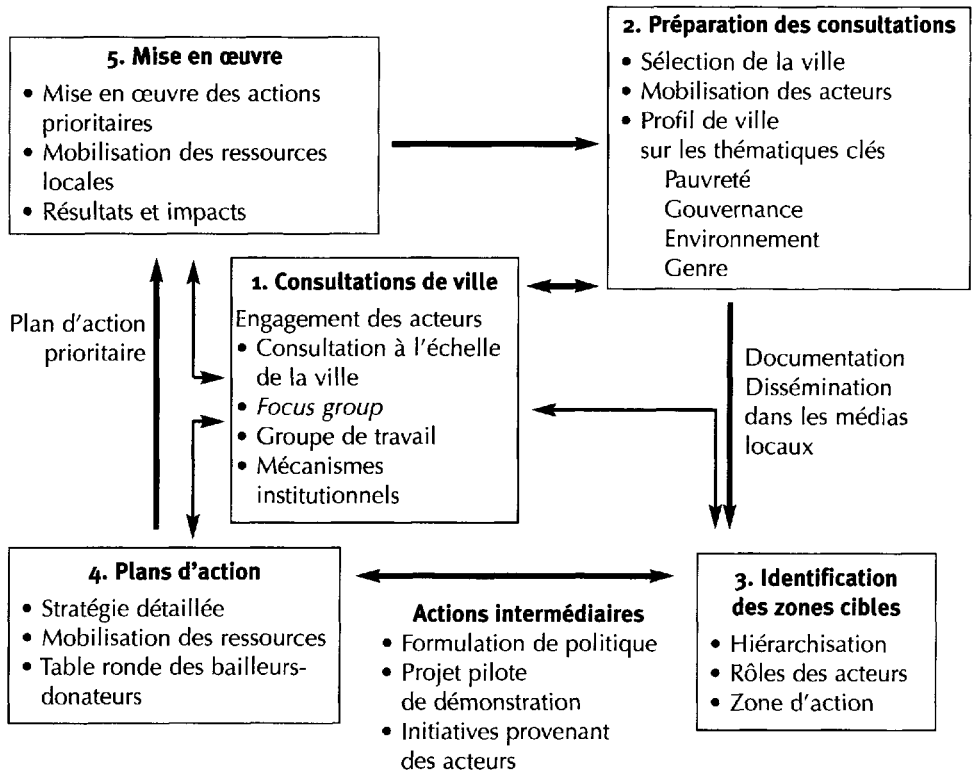 5. Mise en œuvre
• Mise en œuvre des actions
prioritaires
• Mobilisation des ressources
locales
• Résultats et impacts
2. Préparation des consultations
• Sélection de la ville
• Mobilisation des acteurs
• Profil de ville
sur les thématiques clés
Pauvreté
Gouvernance
Environnement
Genre
1. Consultations de ville
Engagement des acteurs
• Consultation à l'échelle
de la ville
• Focus group
• Groupe de travail
• Mécanismes
institutionnels
Plan d'action
prioritaire
Documentation
Dissémination
dans les médias
locaux
4. Plans d'action
• Stratégie détaillée
• Mobilisation des ressources
• Table ronde des bailleurs-
donateurs
Actions intermédiaires
• Formulation de politique
• Projet pilote
de démonstration
• Initiatives provenant
des acteurs
3. Identification
des zones cibles
• Hiérarchisation
• Rôles des acteurs
• Zone d'action